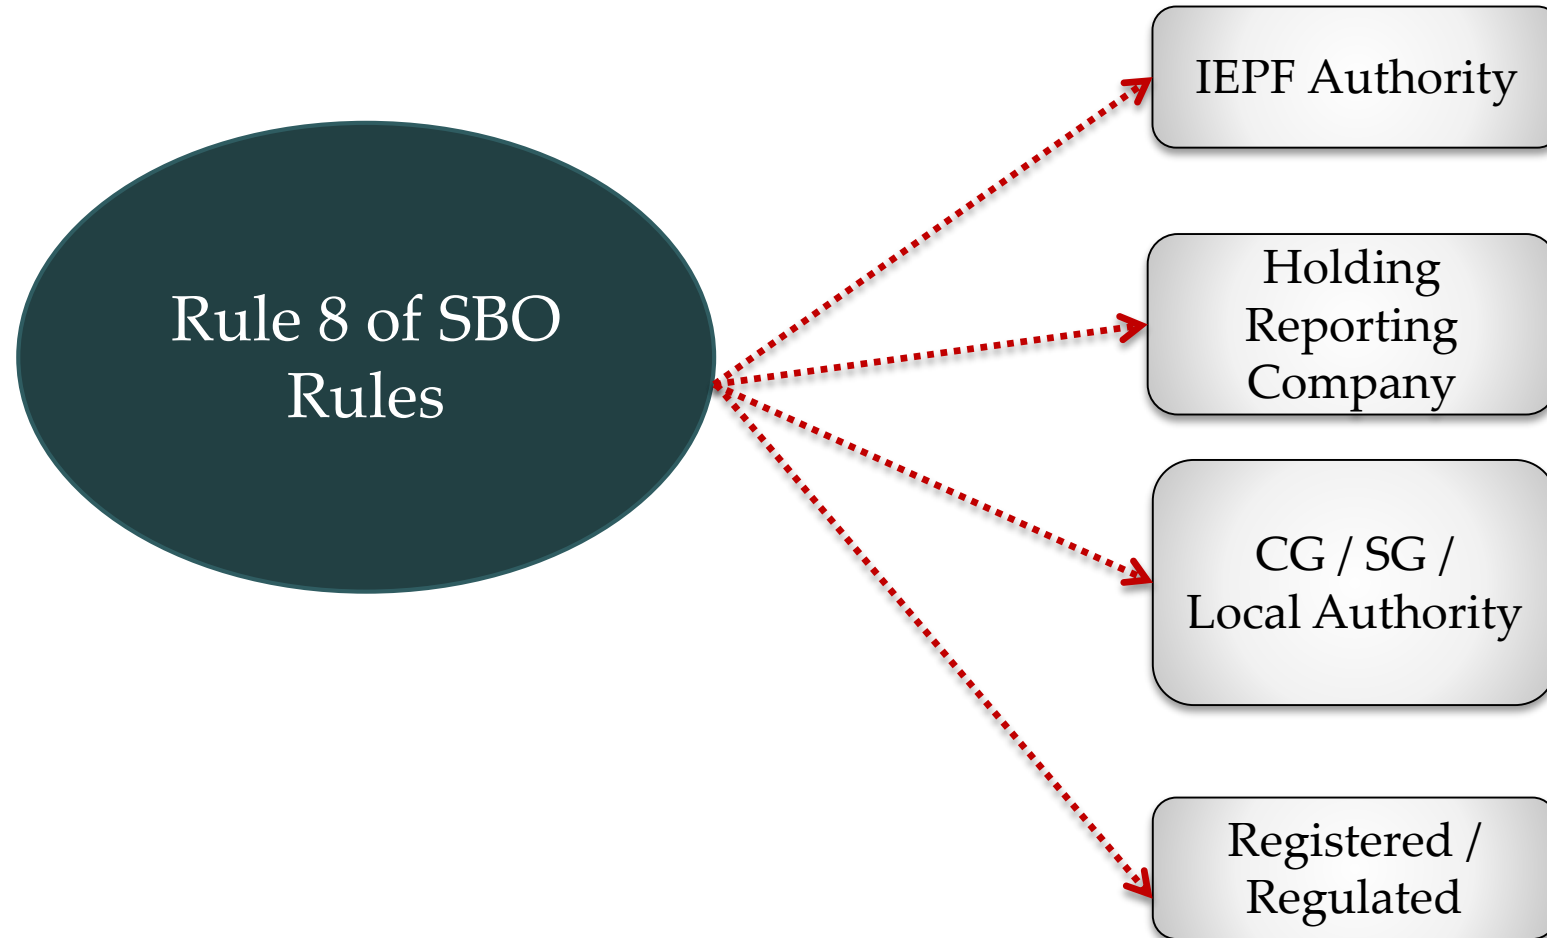 Rule 8 of SBO
Rules
IEPF Authority
Holding
Reporting
Company
CG / SG /
Local Authority
Registered /
Regulated